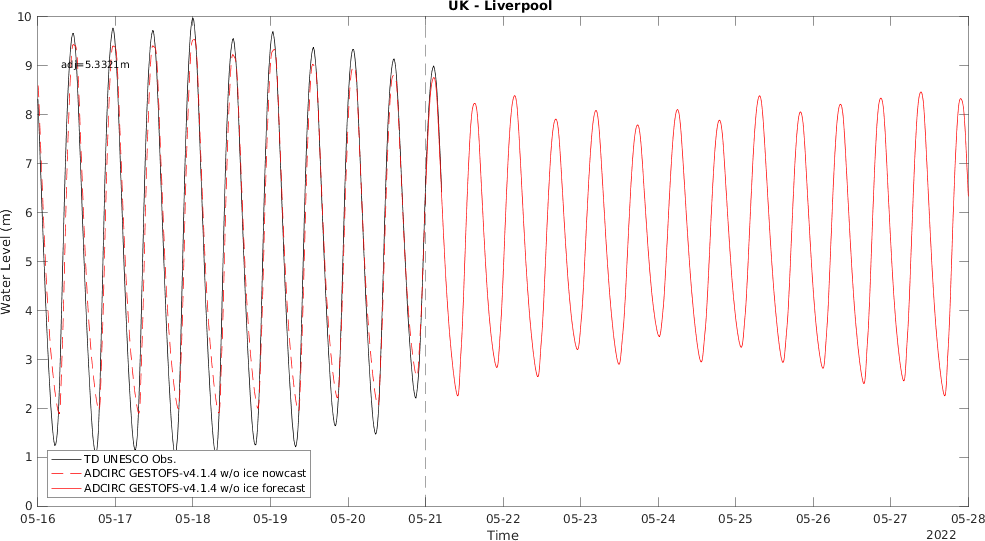 UK - Liverpool
10
9
8
7
6
5
4
3
2
1
0
Water Level (m)
adj=5.3321m
TD UNESCO Obs.
ADCIRC GESTOFS-v4.1.4 w/o ice nowcast
ADCIRC GESTOFS-v4.1.4 w/o ice forecast
05-16 05-17 05-18 05-19 05-20 05-21 05-22 05-23 05-24 05-25 05-26 05-27 05-28
Time
2022